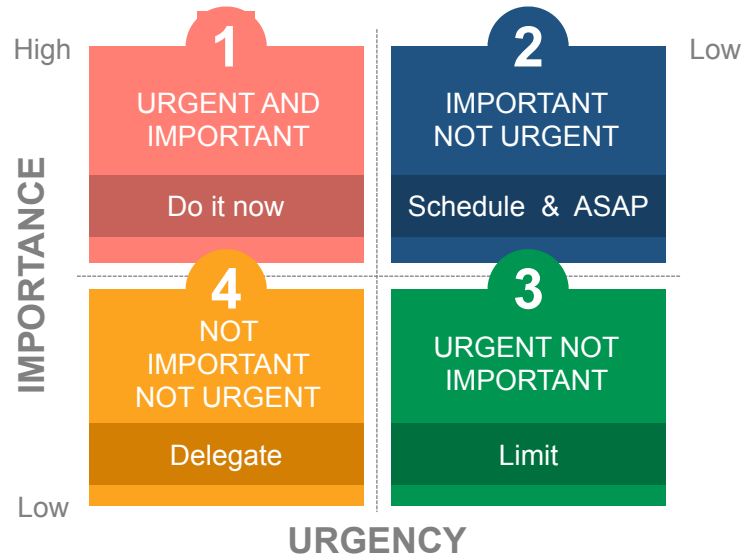 1
2
High
Low
URGENT AND
IMPORTANT
IMPORTANT
NOT URGENT
Do it now
Schedule & ASAP
IMPORTANCE
4
3
NOT
IMPORTANT
NOT URGENT
URGENT NOT
IMPORTANT
Delegate
Limit
Low
URGENCY